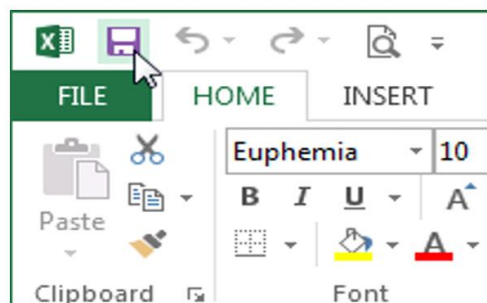 FILE HOME INSERT
Euphemia 10
B I U A
Paste
A
Clipboard Font